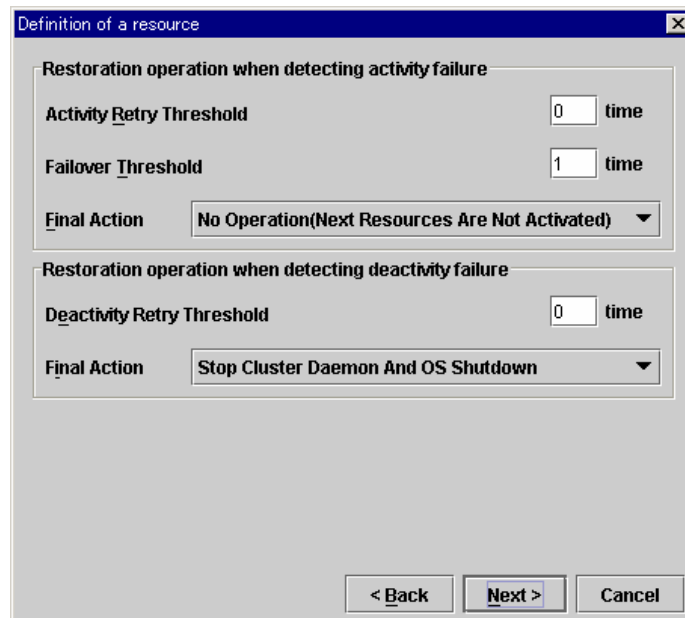 Definition of a resource
Restoration operation when detecting activity failure
Activity Retry Threshold 0 time
Failover Threshold 1 time
Final Action No Operation(Next Resources Are Not Activated)
Restoration operation when detecting deactivity failure
Deactivity Retry Threshold 0 time
Final Action Stop Cluster Daemon And OS Shutdown
< Back Next > Cancel